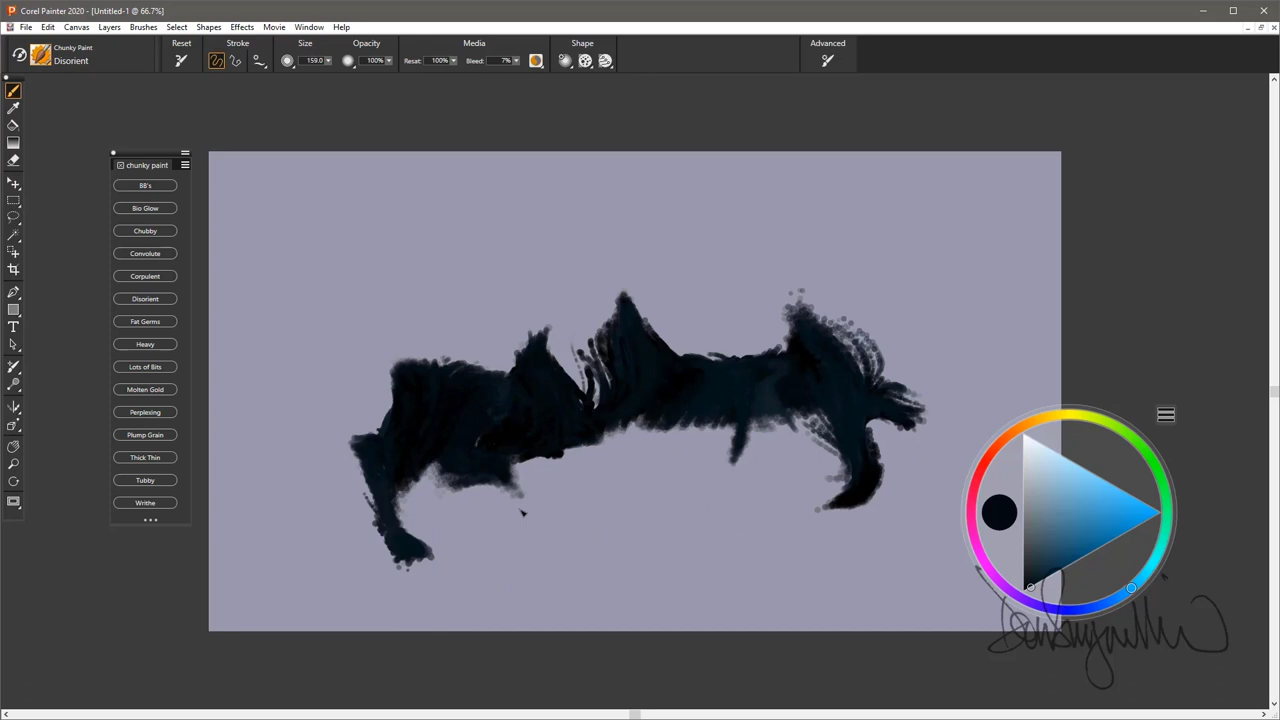 Corel Painter 2020 - [Untitled-1 @ 66.7%]
File Edit Canvas Layers Brushes Select Shapes Effects Movie Window Help
Chunky Paint
Disorient
Reset Stroke Size Opacity Media Shape Advanced
159.0 100% Resat: 100% Bleed: 7%
chunky paint
BB's
Bio Glow
Chubby
Convolute
Corpulent
Disorient
Fat Germs
Heavy
Lots of Bits
Molten Gold
Perplexing
Plump Grain
Thick Thin
Tubby
Writhe